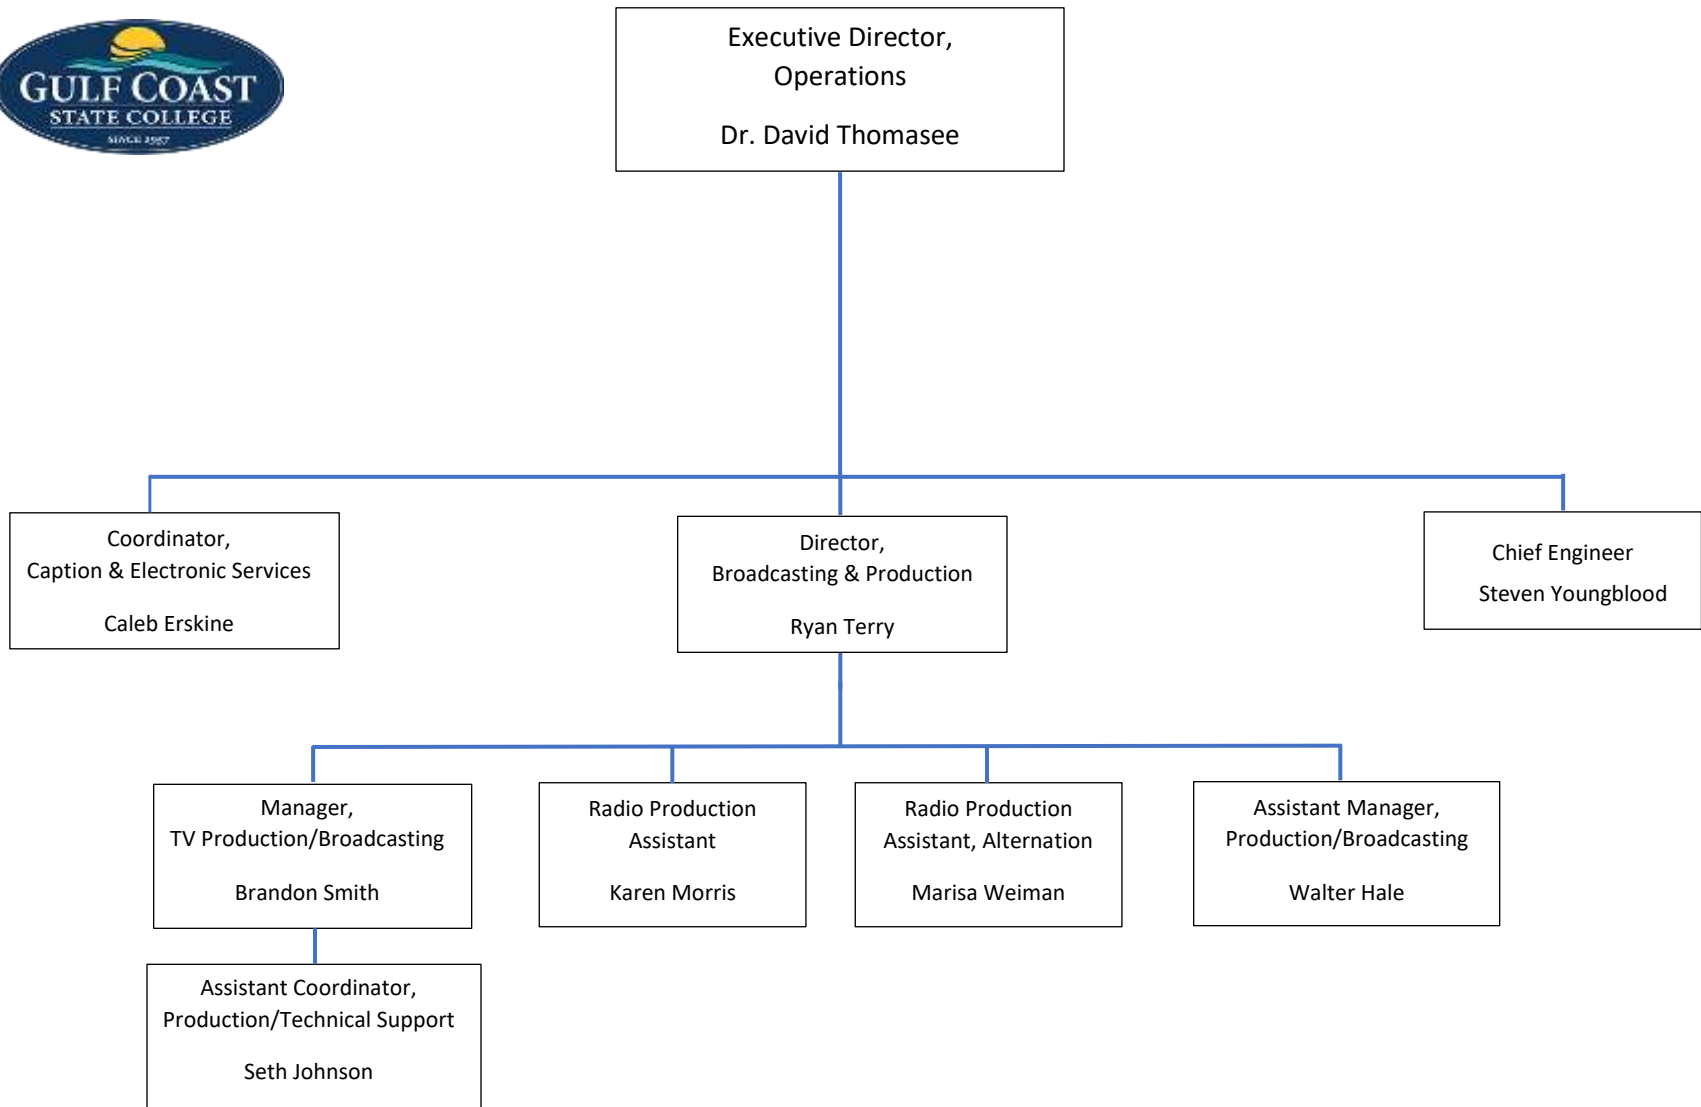 GULF COAST
STATE COLLEGE
SINCE 1957
Executive Director,
Operations
Dr. David Thomasee
Coordinator,
Caption & Electronic Services
Caleb Erskine
Director,
Broadcasting & Production
Ryan Terry
Chief Engineer
Steven Youngblood
Manager,
TV Production/Broadcasting
Brandon Smith
Radio Production
Assistant
Karen Morris
Radio Production
Assistant, Alternation
Marisa Weiman
Assistant Manager,
Production/Broadcasting
Walter Hale
Assistant Coordinator,
Production/Technical Support
Seth Johnson